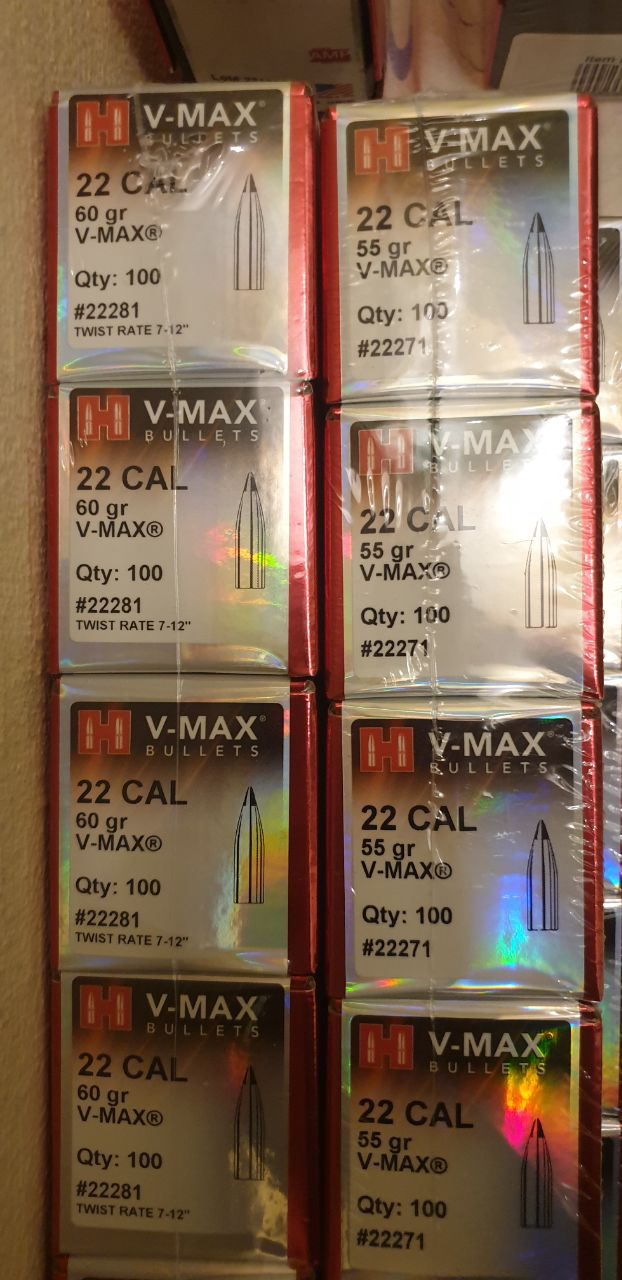 AMP
Item
V-MAX®
BULLETS
22 CAL
60 gr
V-MAX®
Qty: 100
#22281
TWIST RATE 7-12"
V-MAX®
BULLETS
22 CAL
60 gr
V-MAX®
Qty: 100
#22281
TWIST RATE 7-12"
V-MAX®
BULLETS
22 CAL
60 gr
V-MAX®
Qty: 100
#22281
TWIST RATE 7-12"
V-MAX®
BULLETS
22 CAL
60 gr
V-MAX®
Qty: 100
#22281
TWIST RATE 7-12"
V-MAX®
BULLETS
22 CAL
55 gr
V-MAX®
Qty: 100
#22271
V-MAX
BULLETS
22 CAL
55 gr
V-MAX®
Qty: 100
#22271
V-MAX®
BULLETS
22 CAL
55 gr
V-MAX®
Qty: 100
#22271
V-MAX®
BULLETS
22 CAL
55 gr
V-MAX®
Qty: 100
#22271